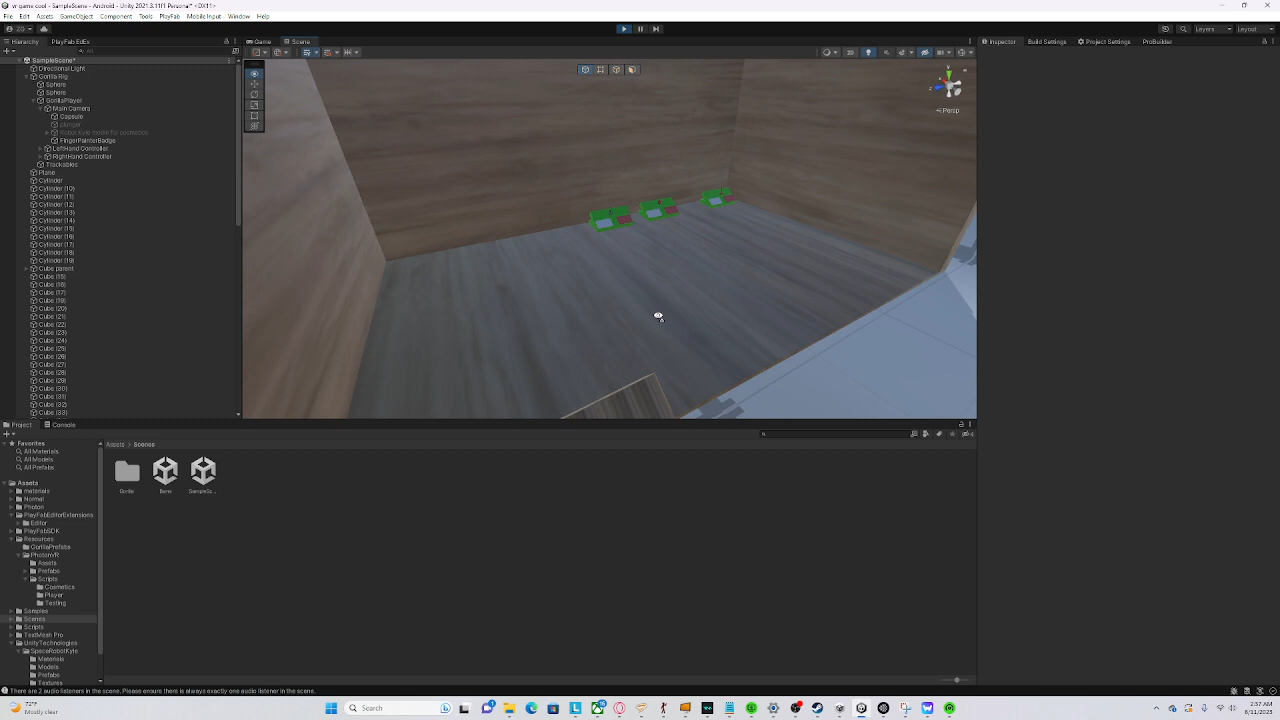 vr game cool - SampleScene* - Unity 2021.3.11f1 Personal* <DX11>
File Edit Assets GameObject Component Tools PlayFab Mobile Input Window Help
ZG Layers Layout
Hierarchy PlayFab EdEx Game Scene Inspector Build Settings Project Settings ProBuilder
All 2D
SampleScene*
Directional Light
Gorilla Rig
Sphere
Sphere
GorillaPlayer
Main Camera
Capsule
FingerPainterBadge
LeftHand Controller
RightHand Controller
Trackables
Plane
Cylinder
Cylinder (10)
Cylinder (11)
Cylinder (12)
Cylinder (13)
Cylinder (14)
Cylinder (15)
Cylinder (16)
Cylinder (17)
Cylinder (18)
Cylinder (19)
Cube parent
Cube (15)
Cube (16)
Cube (17)
Cube (19)
Cube (20)
Cube (21)
Cube (22)
Cube (23)
Cube (24)
Cube (25)
Cube (26)
Cube (27)
Cube (28)
Cube (29)
Cube (30)
Cube (31)
Cube (32)
Cube (33)
Persp
Project Console
Favorites
All Materials
All Models
All Prefabs
Assets
materials
Normal
Photon
PlayFabEditorExtensions
Editor
PlayFabSDK
Resources
GorillaPrefabs
PhotonVR
Assets
Prefabs
Scripts
Cosmetics
Player
Testing
Samples
Scenes
Scripts
TextMesh Pro
UnityTechnologies
SpaceRobotKyle
Materials
Models
Prefabs
Textures
Assets > Scenes
Gorilla SampleSc...
There are 2 audio listeners in the scene. Please ensure there is always exactly one audio listener in the scene.
Mostly clear
Search
2:37 AM